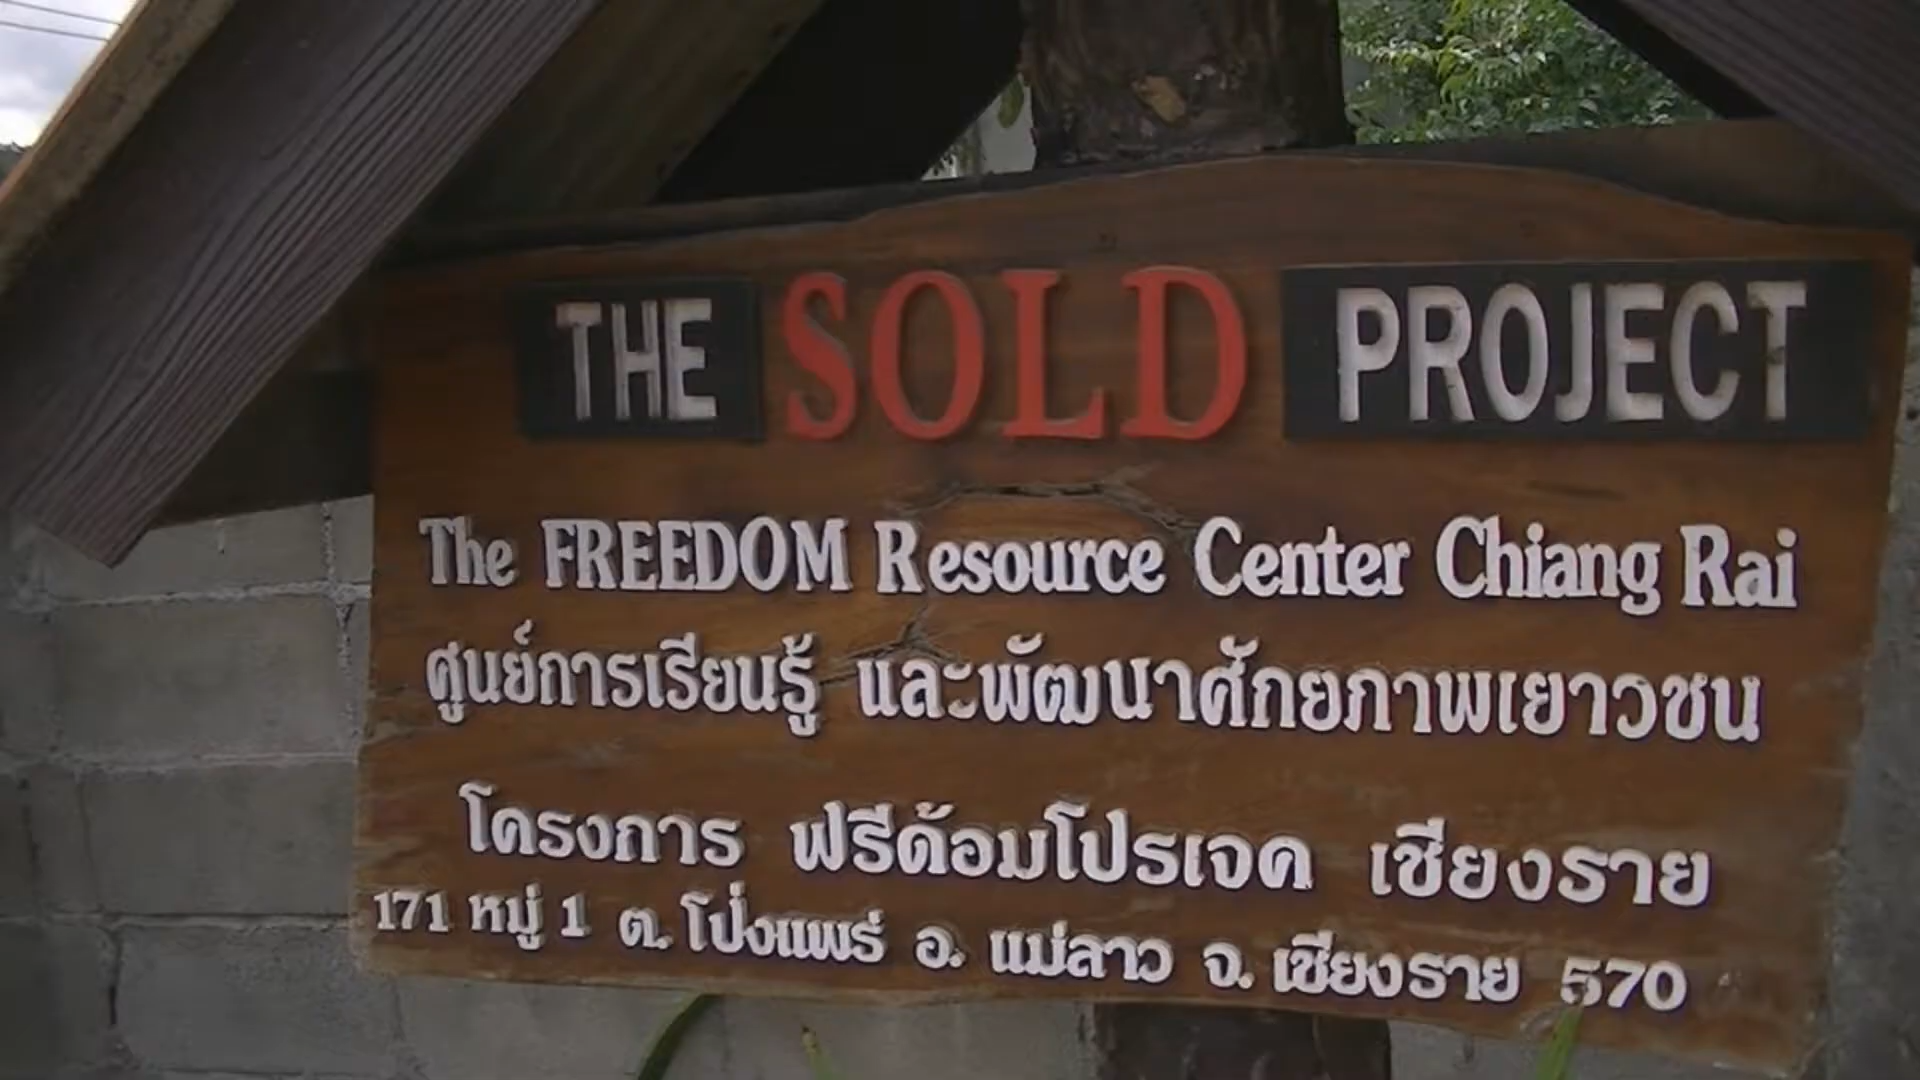 THE SOLD PROJECT
The FREEDOM Resource Center Chiang Rai
ศูนย์การเรียนรู้ และพัฒนาศักยภาพเยาวชน
โครงการ ฟรีด้อมโปรเจค เชียงราย
171 หมู่ 1 ต. โป่งแพร่ อ. แม่ลาว จ. เชียงราย 570